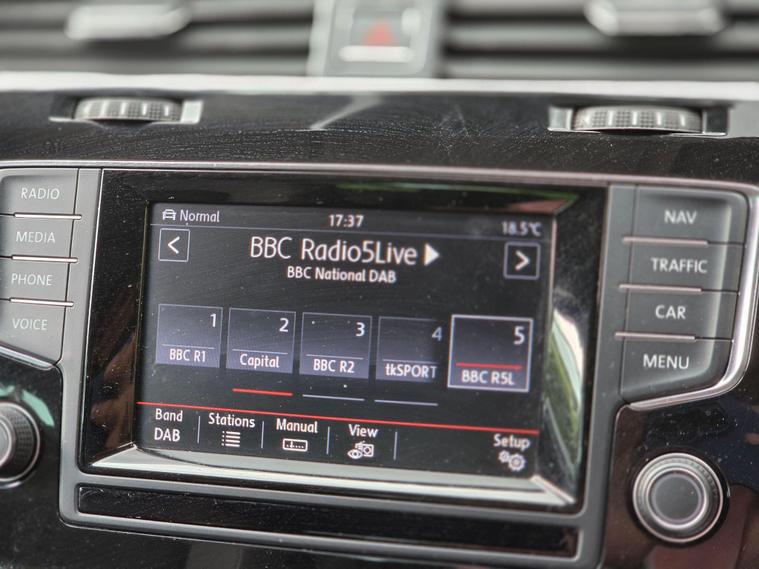 RADIO
MEDIA
PHONE
VOICE
Normal 17:37 18.5°C
BBC Radio5Live
BBC National DAB
1 2 3 4 5
BBC R1 Capital BBC R2 tkSPORT BBC R5L
Band Stations Manual View Setup
DAB
NAV
TRAFFIC
CAR
MENU